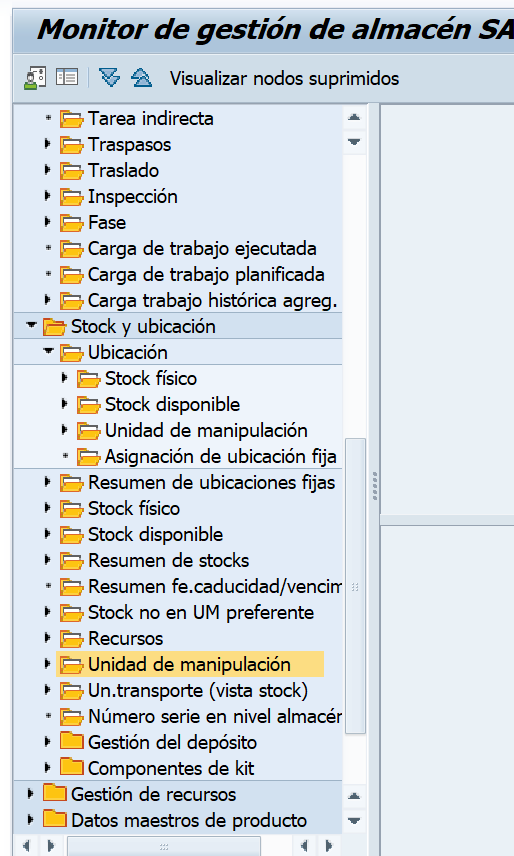 Monitor de gestión de almacén SA
Visualizar nodos suprimidos
Tarea indirecta
Traspasos
Traslado
Inspección
Fase
Carga de trabajo ejecutada
Carga de trabajo planificada
Carga trabajo histórica agreg.
Stock y ubicación
Ubicación
Stock físico
Stock disponible
Unidad de manipulación
Asignación de ubicación fija
Resumen de ubicaciones fijas
Stock físico
Stock disponible
Resumen de stocks
Resumen fe.caducidad/vencim
Stock no en UM preferente
Recursos
Unidad de manipulación
Un.transporte (vista stock)
Número serie en nivel almacén
Gestión del depósito
Componentes de kit
Gestión de recursos
Datos maestros de producto